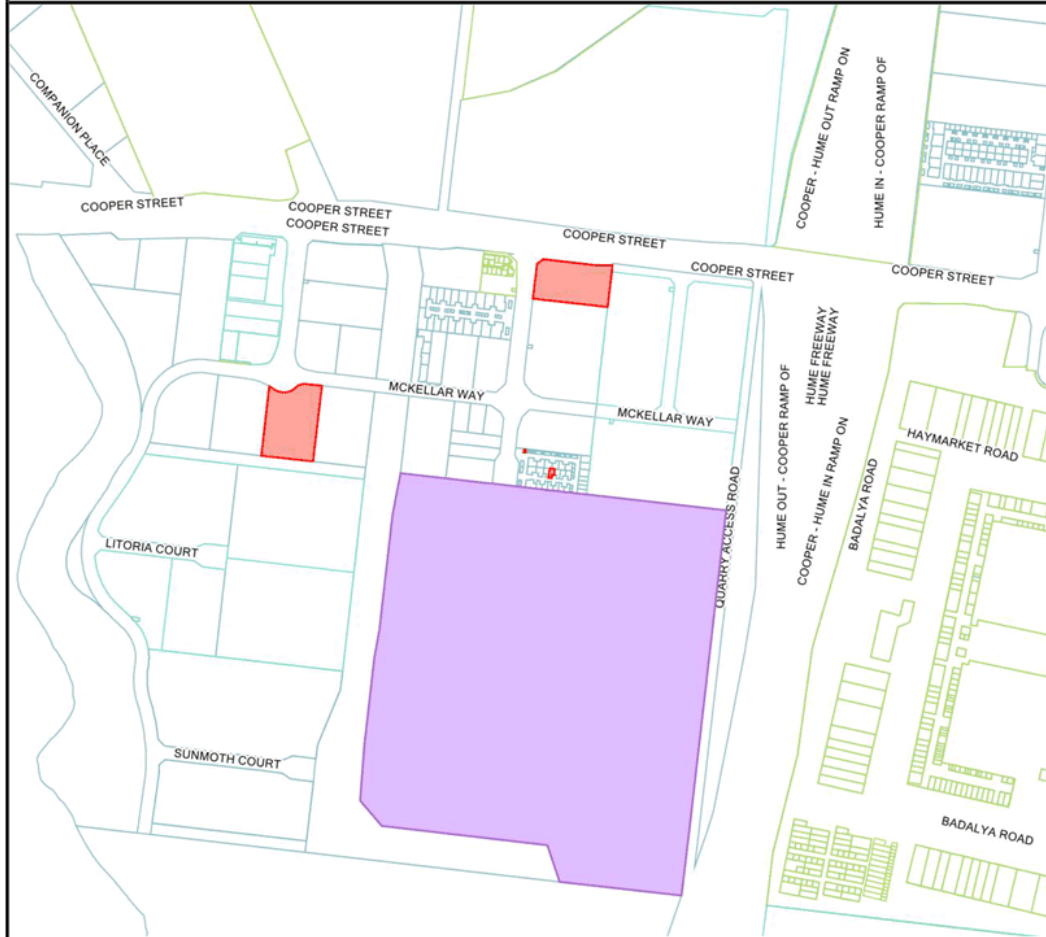 COMPANION PLACE
COOPER - HUME OUT RAMP ON
HUME IN - COOPER RAMP OF
COOPER STREET
COOPER STREET
COOPER STREET
COOPER STREET
COOPER STREET
COOPER STREET
HUME FREEWAY
HUME FREEWAY
MCKELLAR WAY
MCKELLAR WAY
HUME OUT - COOPER RAMP OF
COOPER - HUME IN RAMP ON
HAYMARKET ROAD
BADALYA ROAD
QUARRY ACCESS ROAD
LITORIA COURT
SUNMOTH COURT
BADALYA ROAD